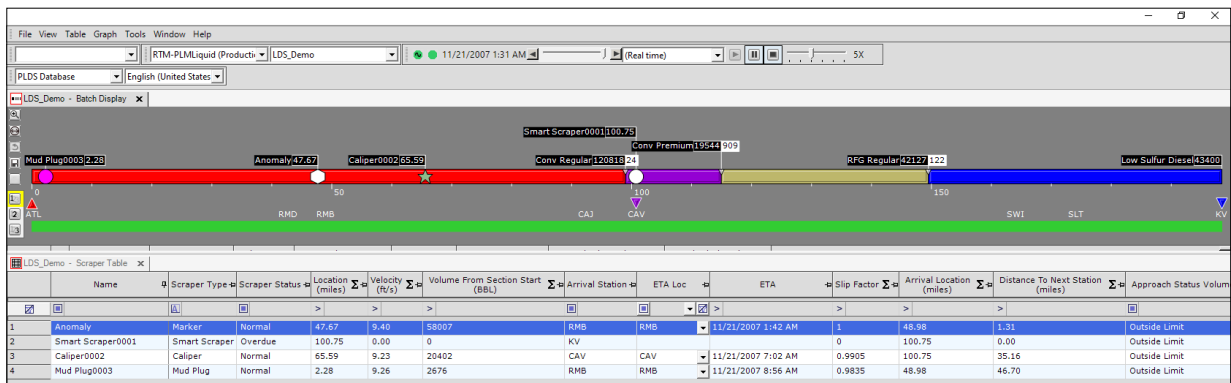 File View Table Graph Tools Window Help
RTM-PLMLiquid (Producti LDS_Demo 11/21/2007 1:31 AM (Real time) 5X
PLDS Database English (United States
LDS_Demo - Batch Display X
Smart Scraper0001 100.75
Conv Premium 19544 909
Mud Plug0003 2.28 Anomaly 47.67 Caliper0002 65.59 Conv Regular 120818 24 RFG Regular 42127 122 Low Sulfur Diesel 43400
0 50 100 150
ATL RMD RMB CAJ CAV SWI SLT KV
1
2
3
LDS_Demo - Scraper Table x
Name Scraper Type Scraper Status Location (miles) Σ Velocity (ft/s) Σ Volume From Section Start (BBL) Σ Arrival Station ETA Loc ETA Slip Factor Σ Arrival Location (miles) Σ Distance To Next Station (miles) Σ Approach Status Volum
A > > > > > > >
1 Anomaly Marker Normal 47.67 9.40 58007 RMB RMB 11/21/2007 1:42 AM 1 48.98 1.31 Outside Limit
2 Smart Scraper0001 Smart Scraper Overdue 100.75 0.00 0 KV 0 100.75 0.00 Outside Limit
3 Caliper0002 Caliper Normal 65.59 9.23 20402 CAV CAV 11/21/2007 7:02 AM 0.9905 100.75 35.16 Outside Limit
4 Mud Plug0003 Mud Plug Normal 2.28 9.26 2676 RMB RMB 11/21/2007 8:56 AM 0.9835 48.98 46.70 Outside Limit